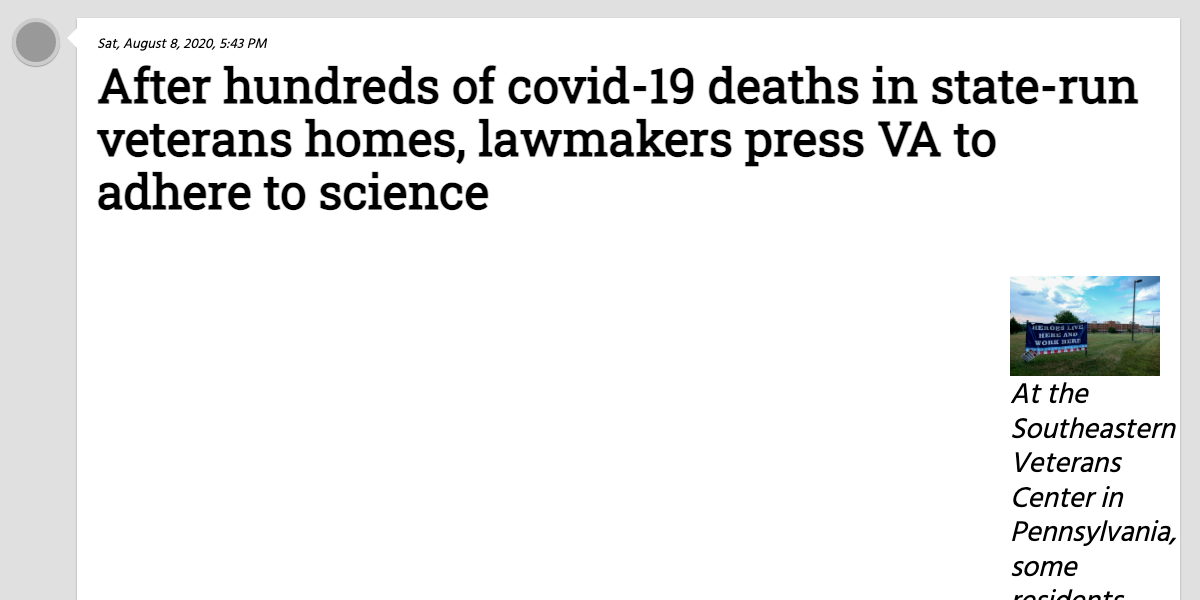 Sat, August 8, 2020, 5:43 PM
After hundreds of covid-19 deaths in state-run
veterans homes, lawmakers press VA to
adhere to science
HEROES LIVE
HERE AND
WORK HERE
At the
Southeastern
Veterans
Center in
Pennsylvania,
some
residents